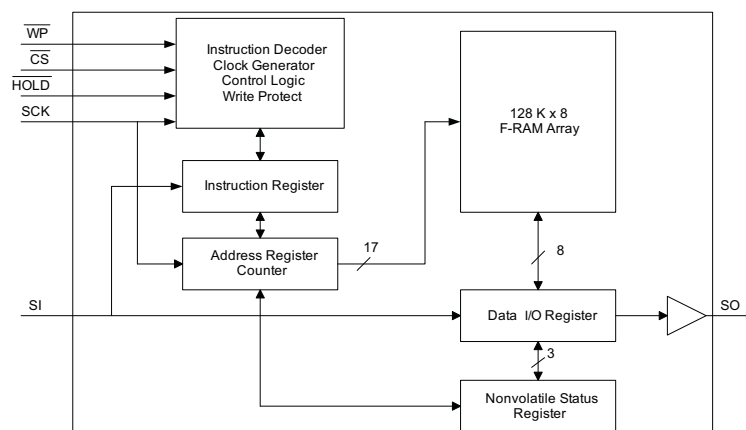 WP
CS
HOLD
SCK
Instruction Decoder
Clock Generator
Control Logic
Write Protect
128 K x 8
F-RAM Array
Instruction Register
Address Register
Counter
17
8
SI
Data I/O Register
SO
3
Nonvolatile Status
Register